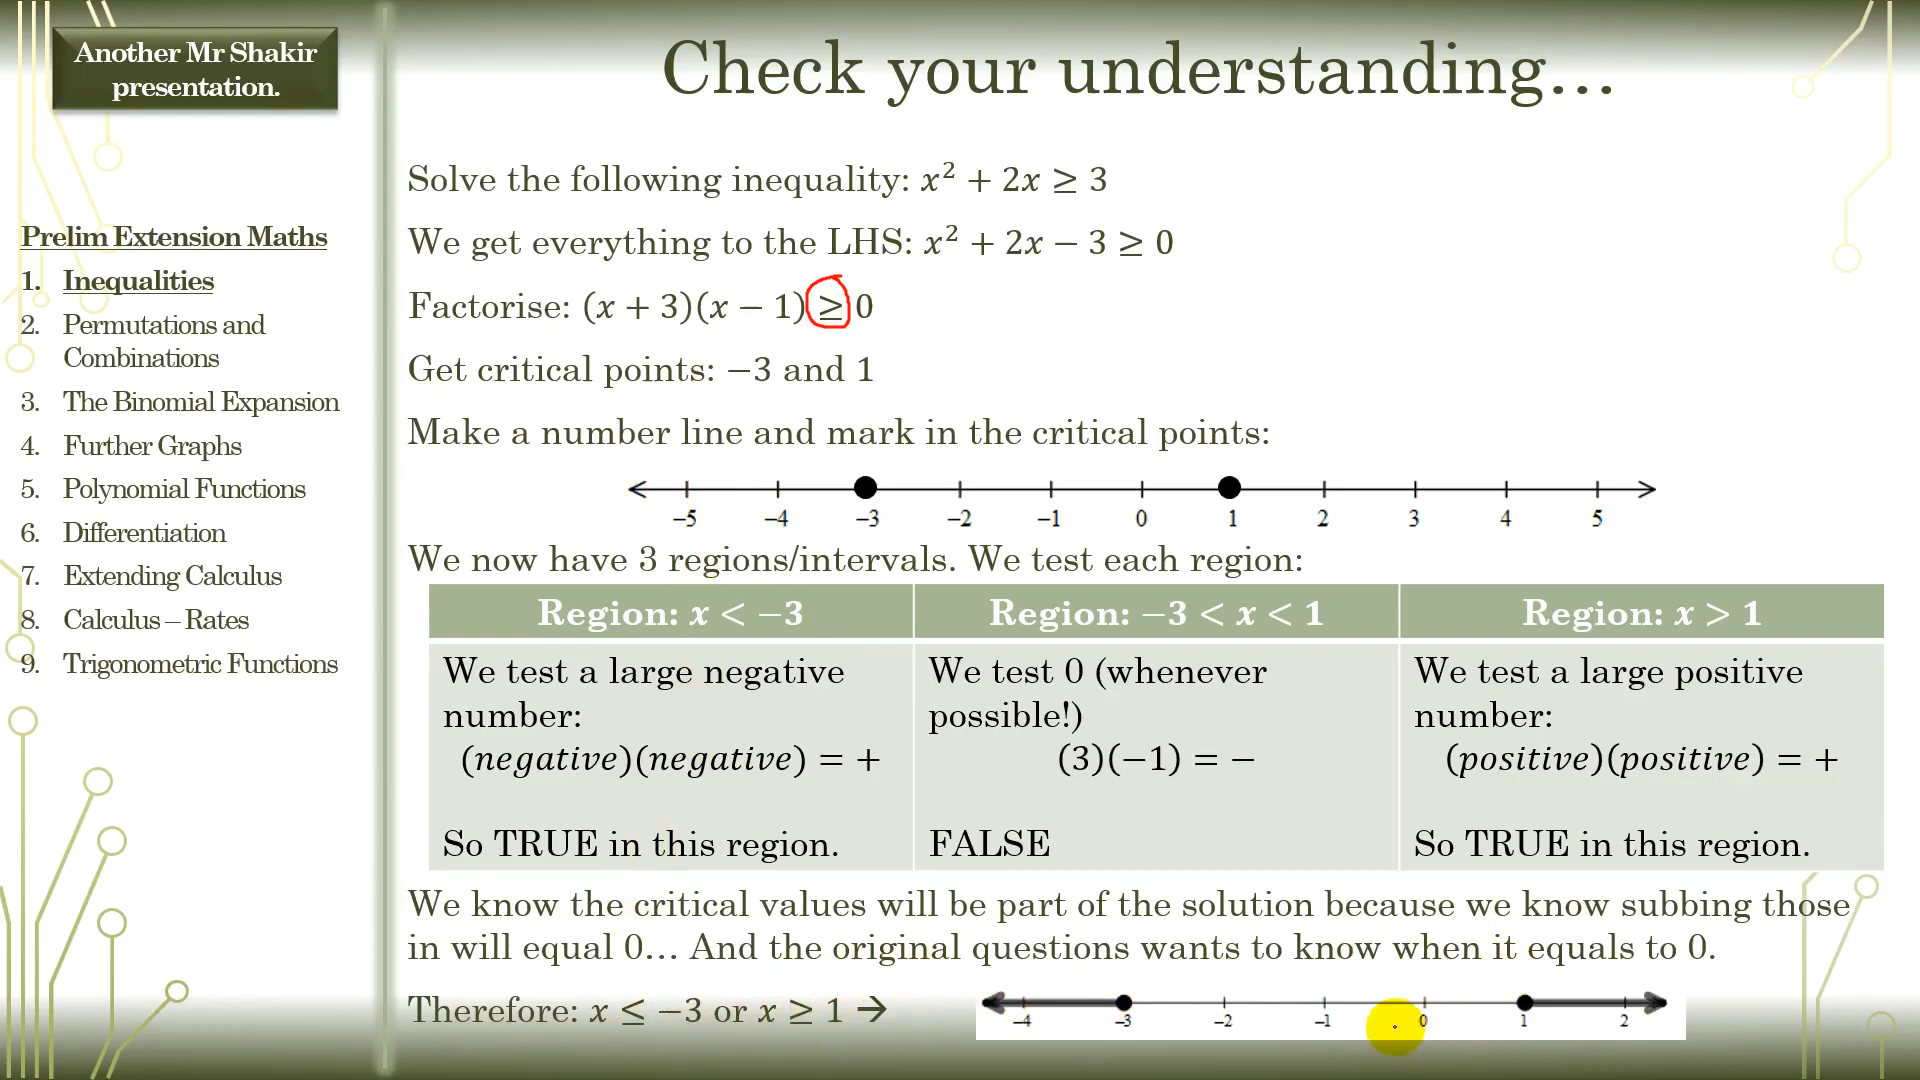 Another Mr Shakir
presentation.
Check your understanding...
Prelim Extension Maths
1. Inequalities
2. Permutations and
Combinations
3. The Binomial Expansion
4. Further Graphs
5. Polynomial Functions
6. Differentiation
7. Extending Calculus
8. Calculus – Rates
9. Trigonometric Functions
Solve the following inequality: x² + 2x ≥ 3
We get everything to the LHS: x² + 2x − 3 ≥ 0
Factorise: (x + 3)(x − 1) ≥ 0
Get critical points: −3 and 1
Make a number line and mark in the critical points:
−5 −4 −3 −2 −1 0 1 2 3 4 5
We now have 3 regions/intervals. We test each region:
Region: x < −3
We test a large negative
number:
(negative)(negative) = +
So TRUE in this region.
Region: −3 < x < 1
We test 0 (whenever
possible!)
(3)(−1) = −
FALSE
Region: x > 1
We test a large positive
number:
(positive)(positive) = +
So TRUE in this region.
We know the critical values will be part of the solution because we know subbing those
in will equal 0... And the original questions wants to know when it equals to 0.
Therefore: x ≤ −3 or x ≥ 1 →
−4 −3 −2 −1 0 1 2